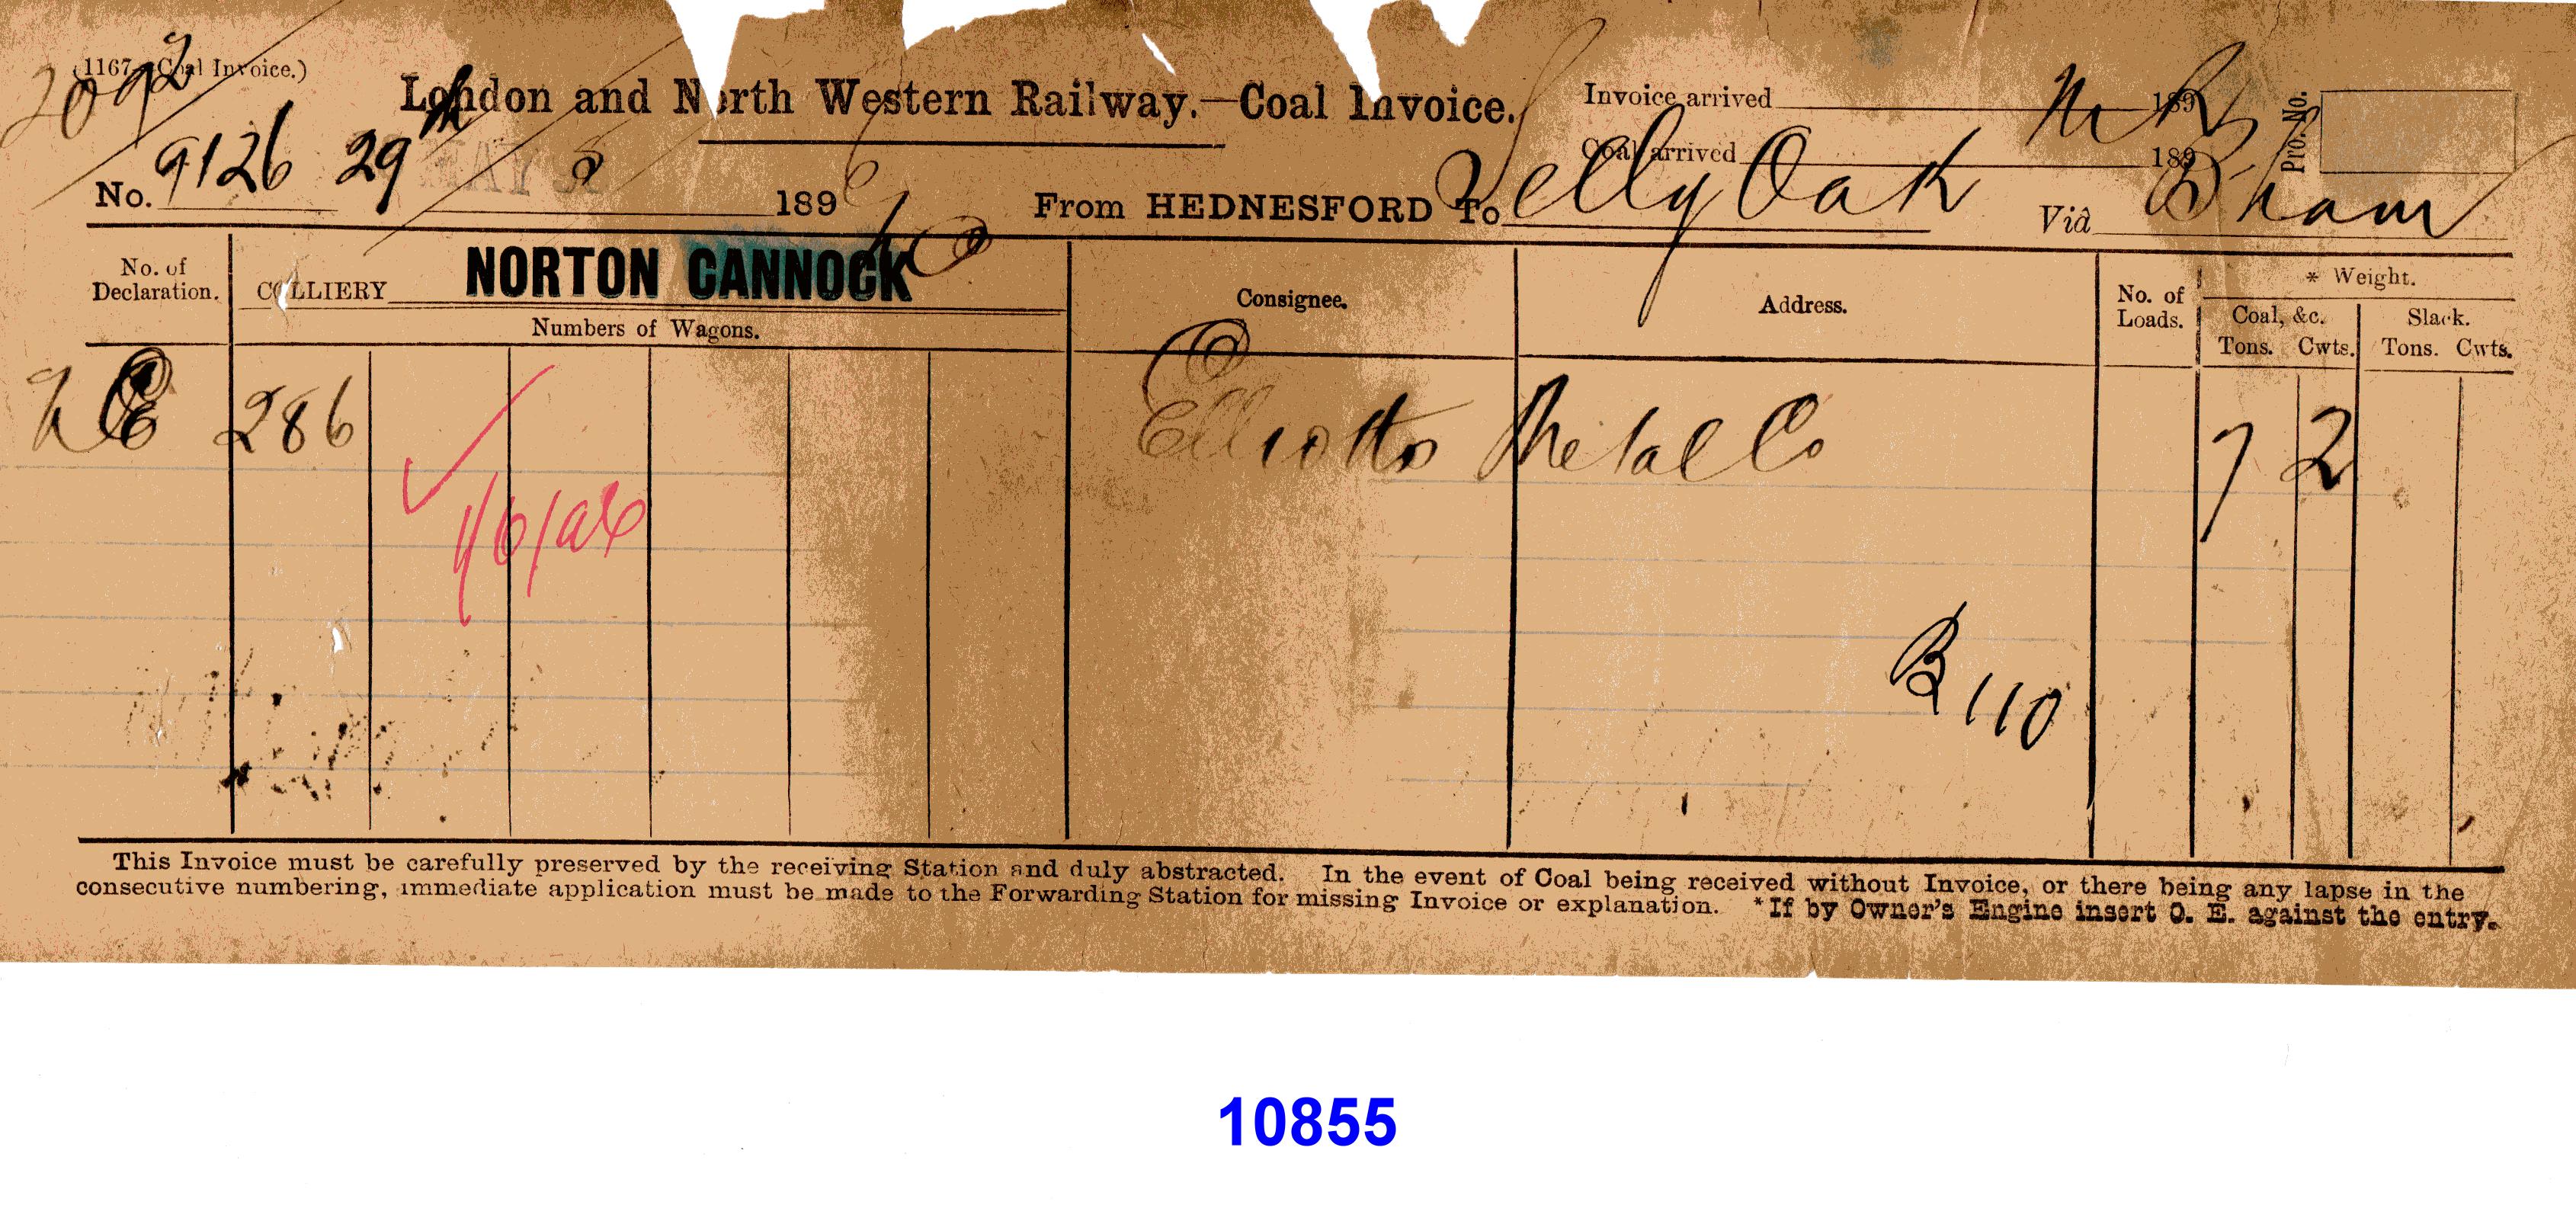 (1167—Coal Invoice.)
London and North Western Railway.—Coal Invoice.
Invoice arrived 189
M R
Coal arrived 189
Pro. No.
No. 9126 29 / 5 189 6 From HEDNESFORD To Selly Oak Viâ B'ham
No. of Declaration.
COLLIERY NORTON CANNOCK
Numbers of Wagons.
Consignee.
Address.
No. of Loads.
* Weight.
Coal, &c. Slack.
Tons. Cwts. Tons. Cwts.
286 Elliotts Metal Co 7 2
B 110
This Invoice must be carefully preserved by the receiving Station and duly abstracted. In the event of Coal being received without Invoice, or there being any lapse in the
consecutive numbering, immediate application must be made to the Forwarding Station for missing Invoice or explanation. *If by Owner's Engine insert O. E. against the entry.
10855